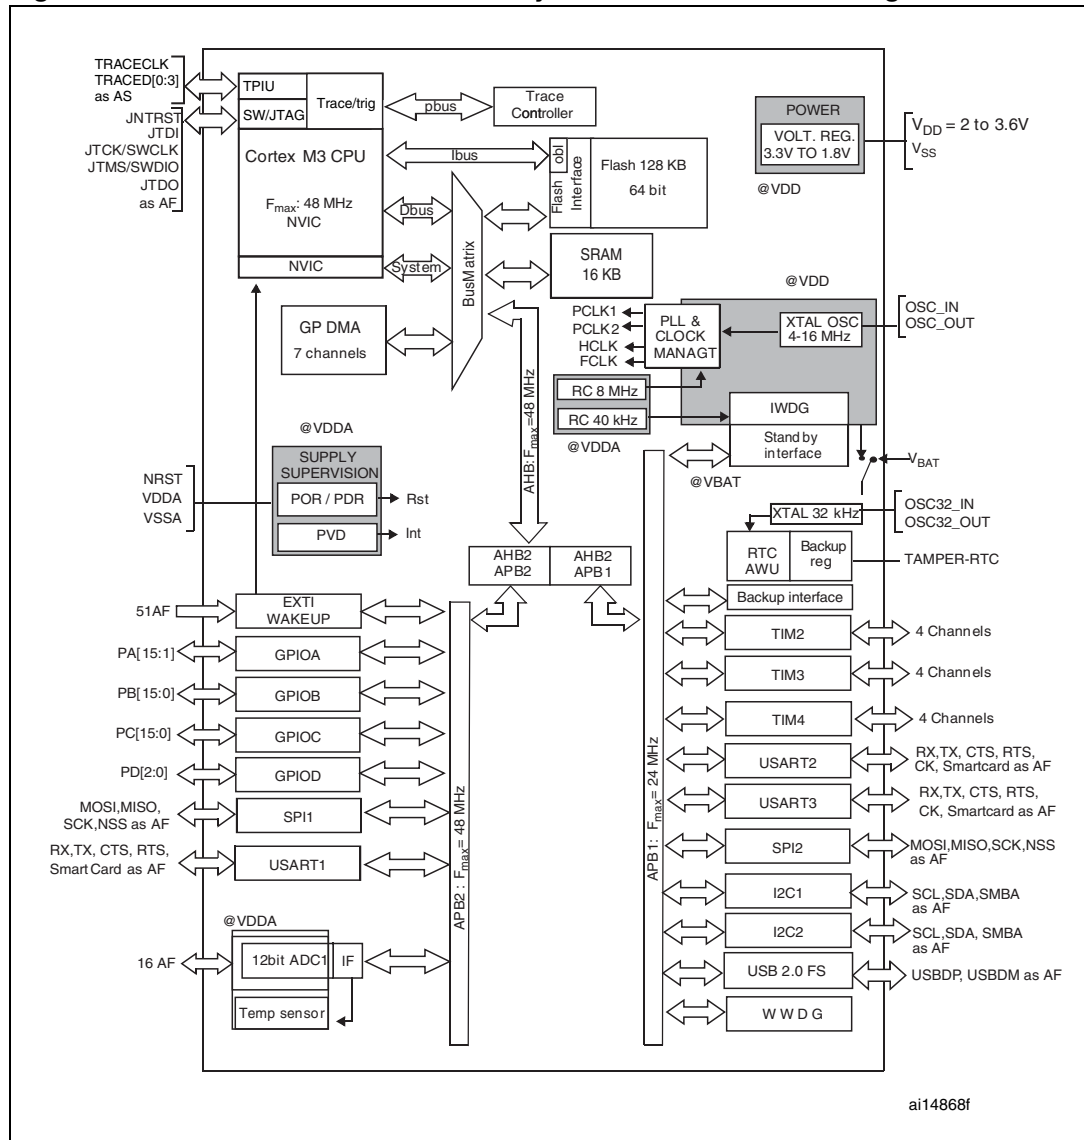 TRACECLK
TRACED[0:3]
as AS
JNTRST
JTDI
JTCK/SWCLK
JTMS/SWDIO
JTDO
as AF
TPIU
SW/JTAG
Trace/trig
pbus
Trace
Controller
Cortex M3 CPU
Fmax: 48 MHz
NVIC
NVIC
Ibus
Dbus
System
BusMatrix
obl
Flash
Interface
Flash 128 KB
64 bit
SRAM
16 KB
POWER
VOLT. REG.
3.3V TO 1.8V
@VDD
VDD = 2 to 3.6V
VSS
GP DMA
7 channels
AHB: Fmax=48 MHz
PCLK1
PCLK2
HCLK
FCLK
PLL &
CLOCK
MANAGT
@VDD
XTAL OSC
4-16 MHz
OSC_IN
OSC_OUT
RC 8 MHz
RC 40 kHz
@VDDA
IWDG
Stand by
interface
@VBAT
VBAT
XTAL 32 kHz
OSC32_IN
OSC32_OUT
RTC
AWU
Backup
reg
TAMPER-RTC
Backup interface
@VDDA
SUPPLY
SUPERVISION
NRST
VDDA
VSSA
POR / PDR
Rst
PVD
Int
AHB2
APB2
AHB2
APB1
51AF
EXTI
WAKEUP
PA[15:1]
GPIOA
PB[15:0]
GPIOB
PC[15:0]
GPIOC
PD[2:0]
GPIOD
MOSI,MISO,
SCK,NSS as AF
SPI1
RX,TX, CTS, RTS,
SmartCard as AF
USART1
@VDDA
16 AF
12bit ADC1
IF
Temp sensor
APB2 : Fmax= 48 MHz
APB1: Fmax= 24 MHz
TIM2
4 Channels
TIM3
4 Channels
TIM4
4 Channels
USART2
RX,TX, CTS, RTS,
CK, Smartcard as AF
USART3
RX,TX, CTS, RTS,
CK, Smartcard as AF
SPI2
MOSI,MISO,SCK,NSS
as AF
I2C1
SCL,SDA,SMBA
as AF
I2C2
SCL,SDA, SMBA
as AF
USB 2.0 FS
USBDP, USBDM as AF
W W D G
ai14868f